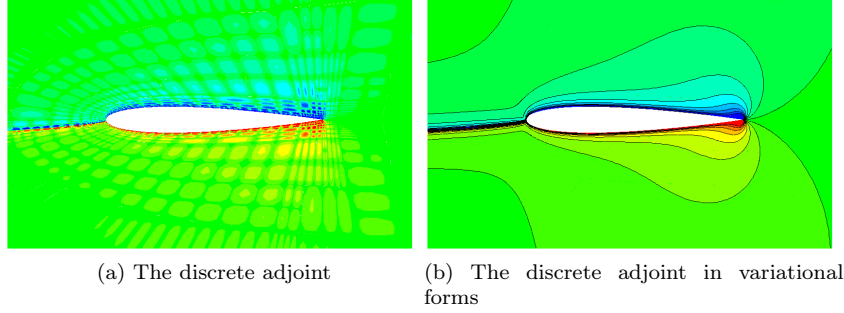 (a) The discrete adjoint
(b) The discrete adjoint in variational
forms